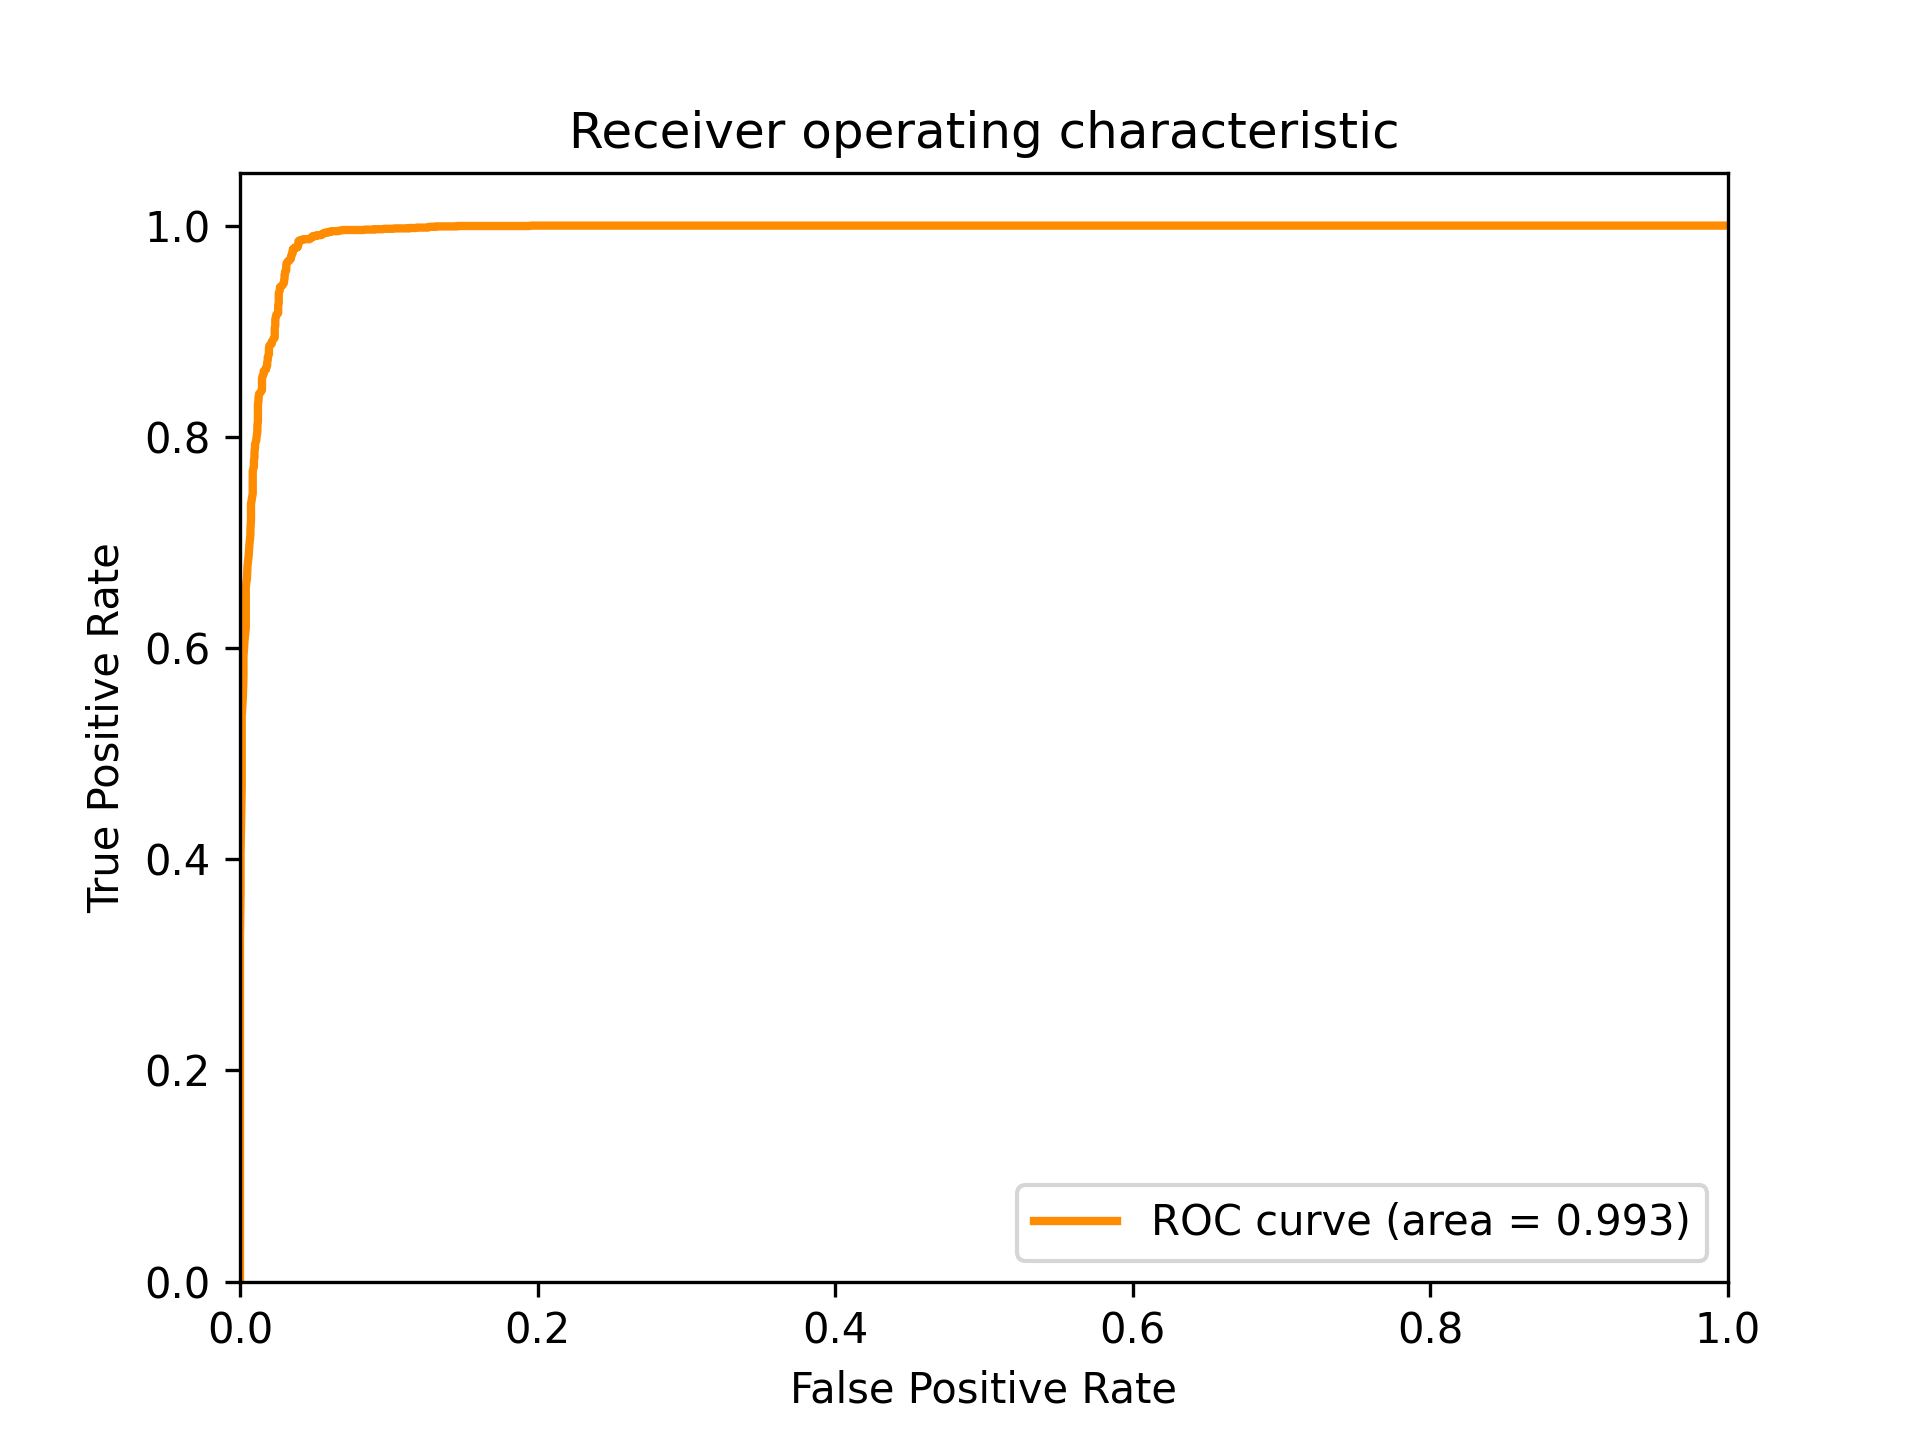 Receiver operating characteristic
True Positive Rate
1.0
0.8
0.6
0.4
0.2
0.0
ROC curve (area = 0.993)
0.0 0.2 0.4 0.6 0.8 1.0
False Positive Rate